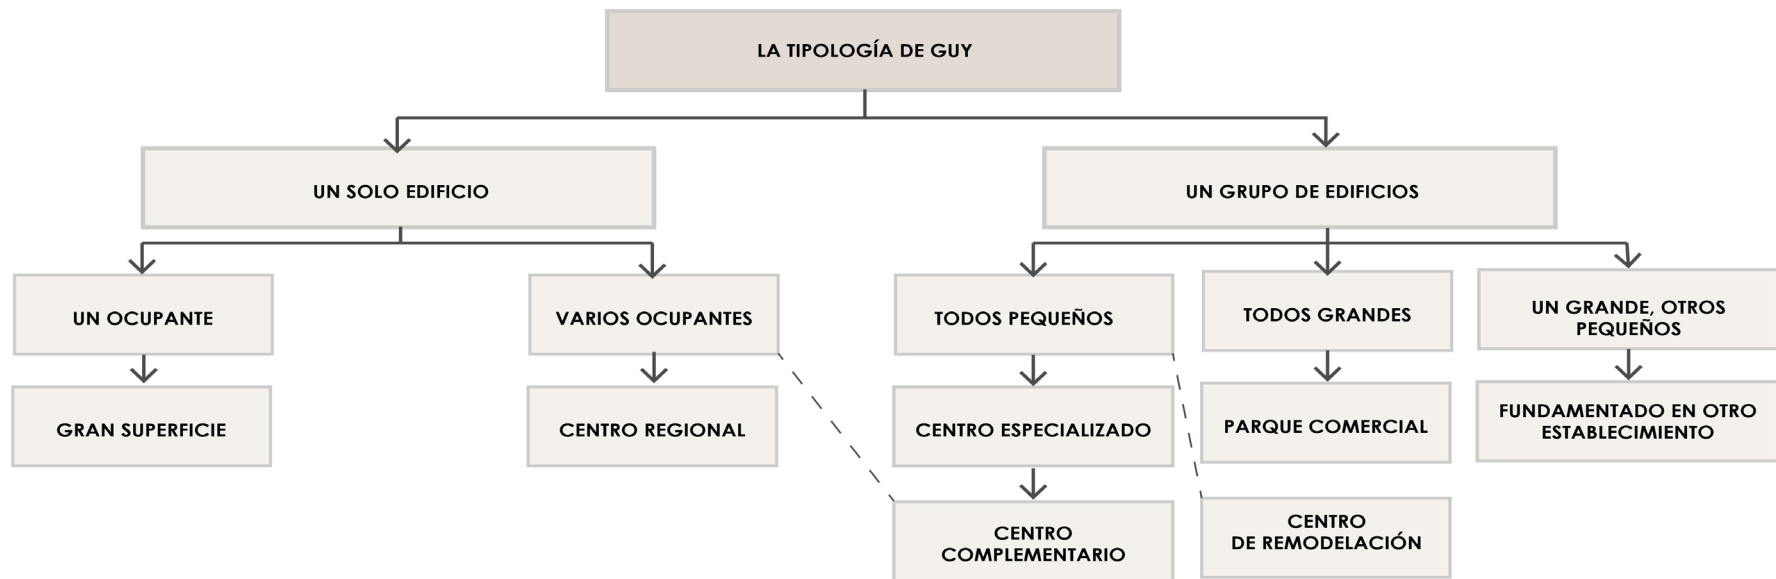 LA TIPOLOGÍA DE GUY
UN SOLO EDIFICIO
UN GRUPO DE EDIFICIOS
UN OCUPANTE
VARIOS OCUPANTES
TODOS PEQUEÑOS
TODOS GRANDES
UN GRANDE, OTROS
PEQUEÑOS
GRAN SUPERFICIE
CENTRO REGIONAL
CENTRO ESPECIALIZADO
PARQUE COMERCIAL
FUNDAMENTADO EN OTRO
ESTABLECIMIENTO
CENTRO
COMPLEMENTARIO
CENTRO
DE REMODELACIÓN